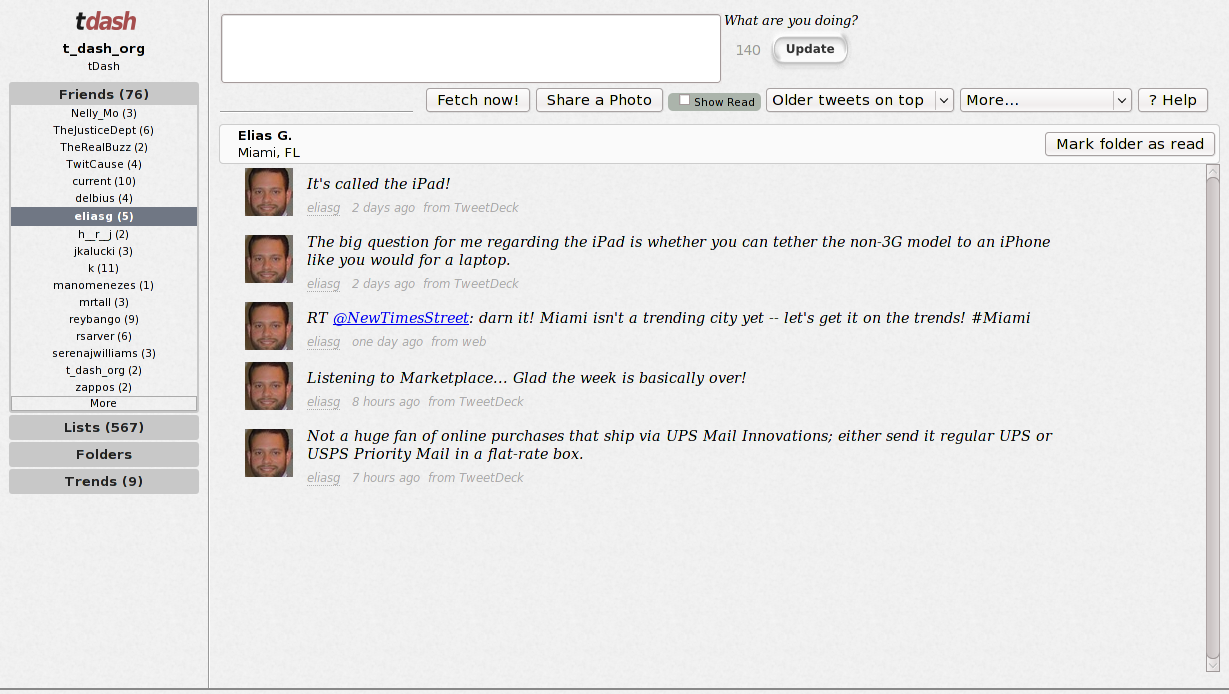 tdash
t_dash_org
tDash
Friends (76)
Nelly_Mo (3)
TheJusticeDept (6)
TheRealBuzz (2)
TwitCause (4)
current (10)
delbius (4)
eliasg (5)
h__r__j (2)
jkalucki (3)
k (11)
manomenezes (1)
mrtall (3)
reybango (9)
rsarver (6)
serenajwilliams (3)
t_dash_org (2)
zappos (2)
More
Lists (567)
Folders
Trends (9)
What are you doing?
140 Update
Fetch now! Share a Photo Show Read Older tweets on top More... ? Help
Elias G.
Miami, FL
Mark folder as read
It's called the iPad!
eliasg 2 days ago from TweetDeck
The big question for me regarding the iPad is whether you can tether the non-3G model to an iPhone
like you would for a laptop.
eliasg 2 days ago from TweetDeck
RT @NewTimesStreet: darn it! Miami isn't a trending city yet -- let's get it on the trends! #Miami
eliasg one day ago from web
Listening to Marketplace... Glad the week is basically over!
eliasg 8 hours ago from TweetDeck
Not a huge fan of online purchases that ship via UPS Mail Innovations; either send it regular UPS or
USPS Priority Mail in a flat-rate box.
eliasg 7 hours ago from TweetDeck